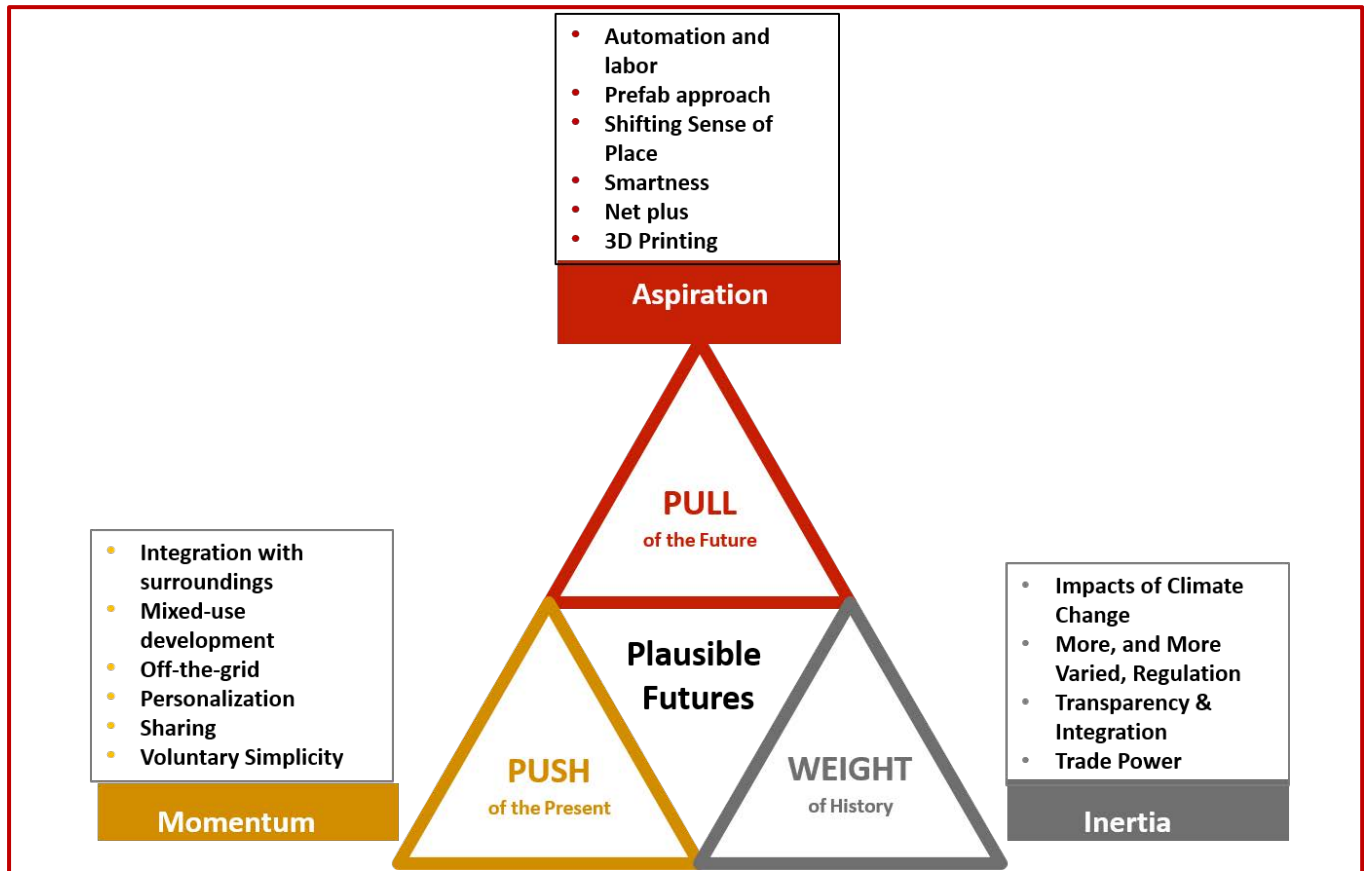 • Automation and
labor
• Prefab approach
• Shifting Sense of
Place
• Smartness
• Net plus
• 3D Printing
Aspiration
PULL
of the Future
• Integration with
surroundings
• Mixed-use
development
• Off-the-grid
• Personalization
• Sharing
• Voluntary Simplicity
Momentum
PUSH
of the Present
Plausible
Futures
WEIGHT
of History
• Impacts of Climate
Change
• More, and More
Varied, Regulation
• Transparency &
Integration
• Trade Power
Inertia